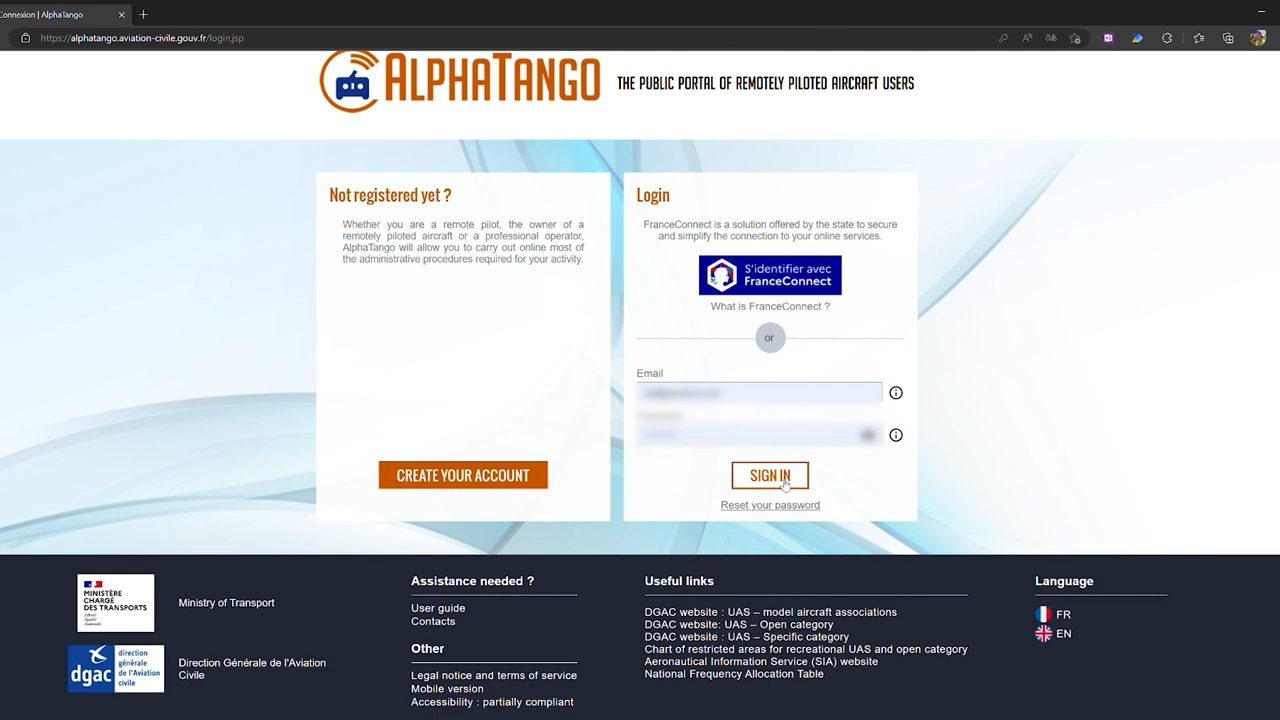 Connexion | AlphaTango
https://alphatango.aviation-civile.gouv.fr/login.jsp
ALPHATANGO
THE PUBLIC PORTAL OF REMOTELY PILOTED AIRCRAFT USERS
Not registered yet ?
Whether you are a remote pilot, the owner of a
remotely piloted aircraft or a professional operator,
AlphaTango will allow you to carry out online most of
the administrative procedures required for your activity.
CREATE YOUR ACCOUNT
Login
FranceConnect is a solution offered by the state to secure
and simplify the connection to your online services.
S'identifier avec
FranceConnect
What is FranceConnect ?
or
Email
SIGN IN
Reset your password
MINISTÈRE
CHARGÉ
DES TRANSPORTS
Liberté
Égalité
Fraternité
Ministry of Transport
dgac
direction
générale
de l'Aviation
civile
Direction Générale de l'Aviation
Civile
Assistance needed ?
User guide
Contacts
Other
Legal notice and terms of service
Mobile version
Accessibility : partially compliant
Useful links
DGAC website : UAS – model aircraft associations
DGAC website: UAS – Open category
DGAC website : UAS – Specific category
Chart of restricted areas for recreational UAS and open category
Aeronautical Information Service (SIA) website
National Frequency Allocation Table
Language
FR
EN